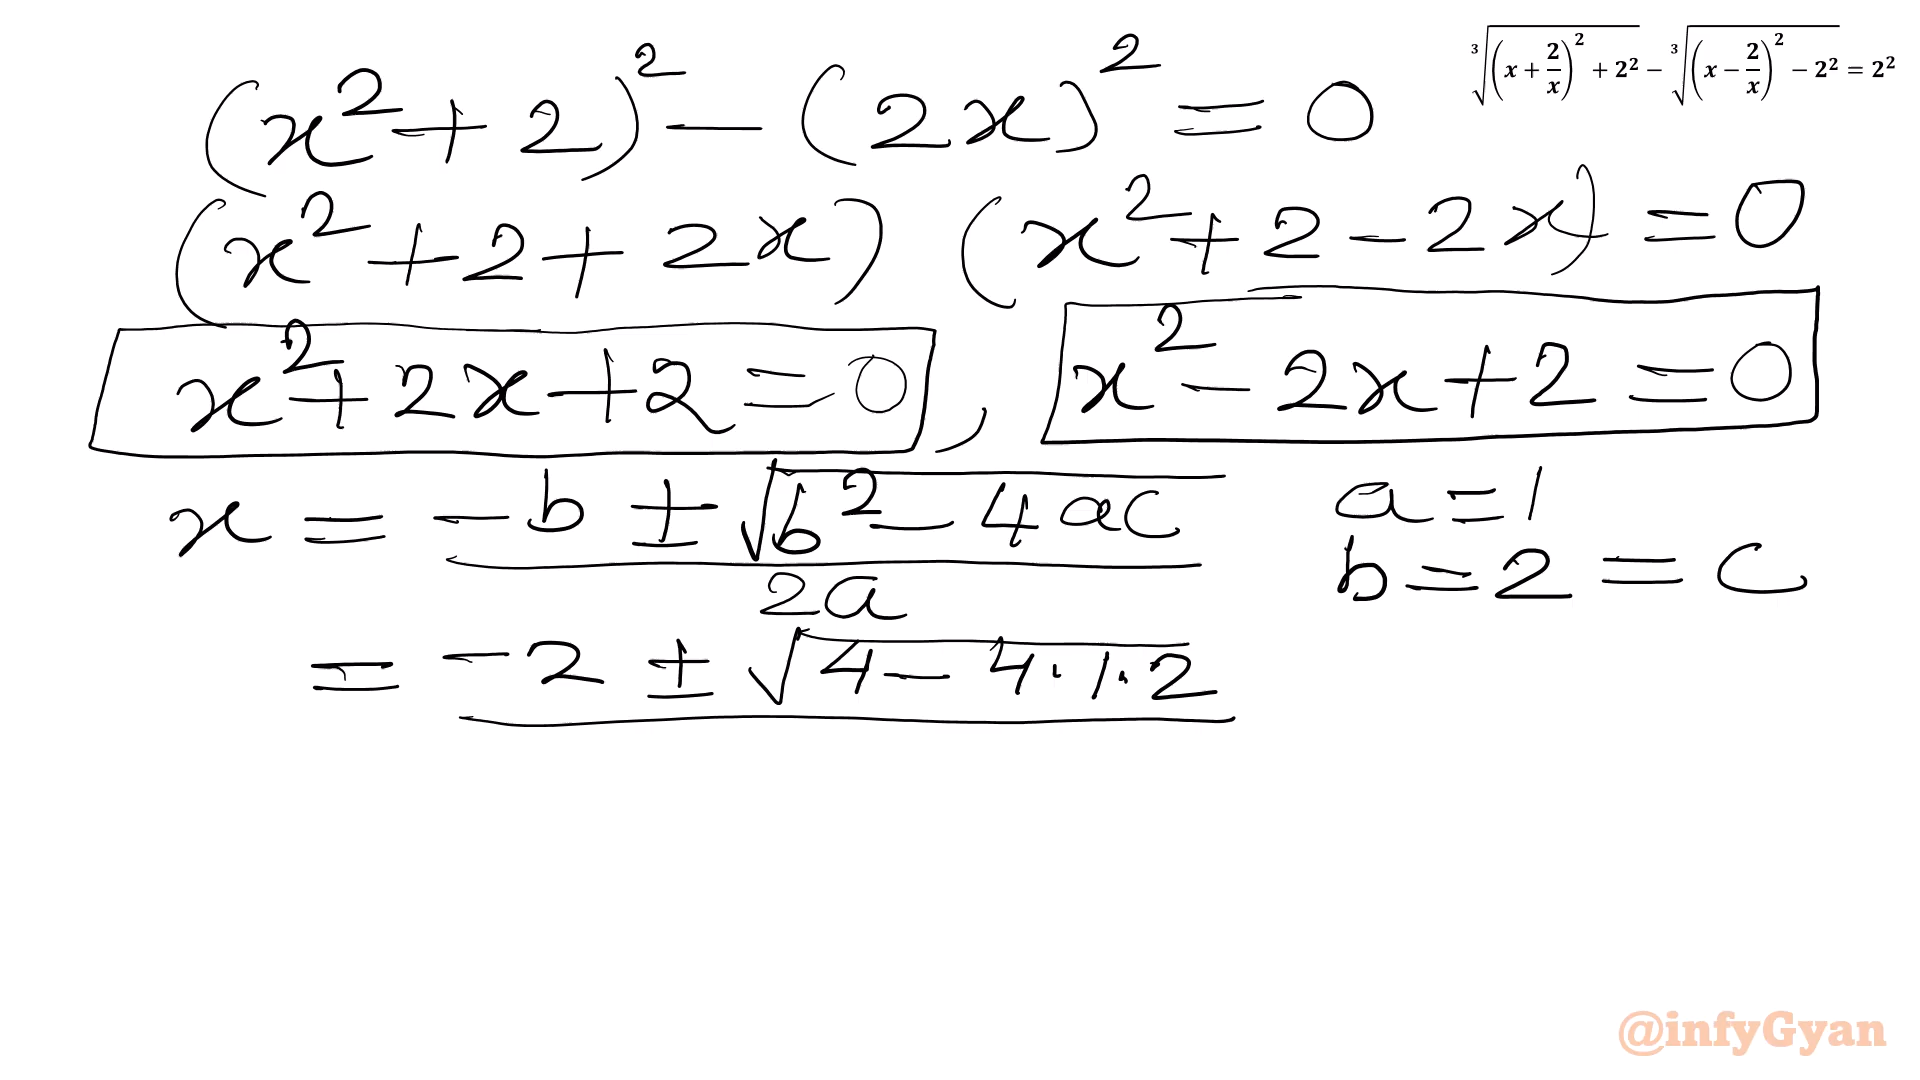 ∛((x + 2/x)² + 2²) − ∛((x − 2/x)² − 2²) = 2²
(x² + 2)² − (2x)² = 0
(x² + 2 + 2x) (x² + 2 − 2x) = 0
x² + 2x + 2 = 0 , x² − 2x + 2 = 0
x = −b ± √b² − 4ac / 2a
a = 1
b = 2 = c
= −2 ± √4 − 4·1·2
@infyGyan